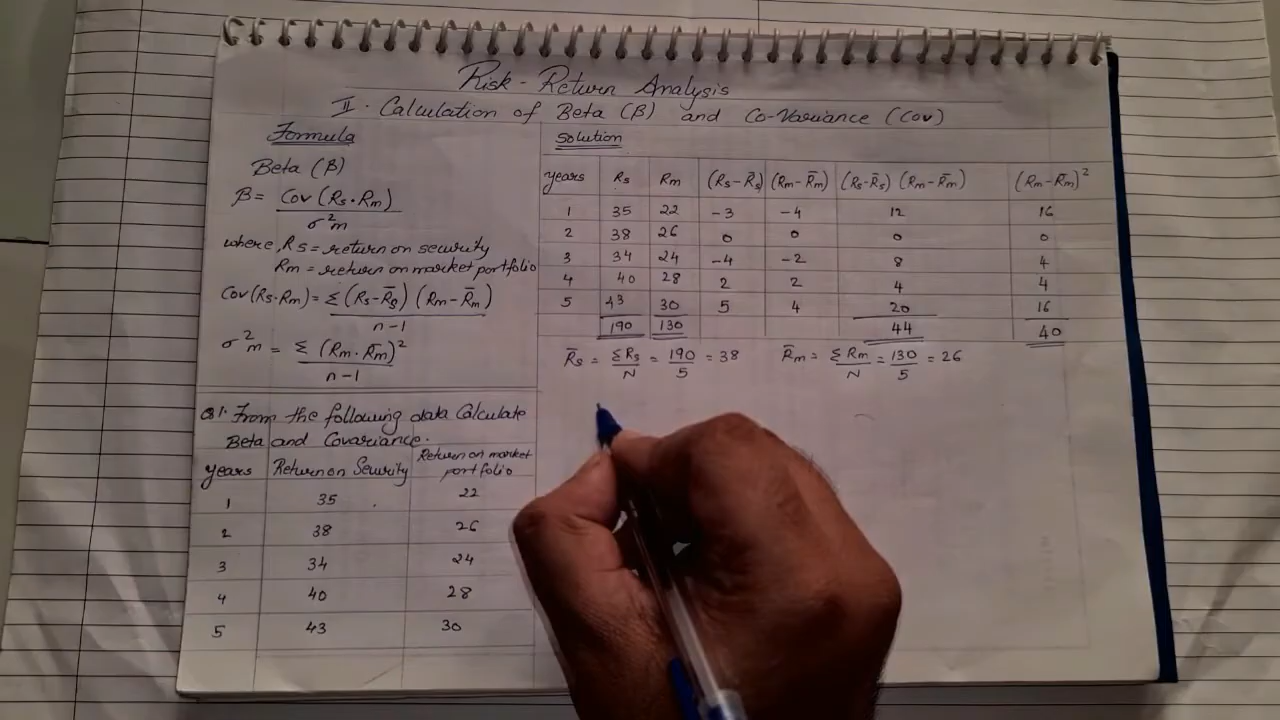 Risk - Return Analysis
II. Calculation of Beta (β) and Co-Variance (Cov)
Formula
Beta (β)
β = Cov (Rs·Rm)
σ²m
where, Rs = return on security
Rm = return on market portfolio
Cov (Rs·Rm) = Σ (Rs-R̄s) (Rm-R̄m)
n-1
σ²m = Σ (Rm·R̄m)²
n-1
Q1. From the following data Calculate
Beta and Covariance.
years Return on Security Return on market portfolio
1 35 22
2 38 26
3 34 24
4 40 28
5 43 30
Solution
years Rs Rm (Rs-R̄s) (Rm-R̄m) (Rs-R̄s) (Rm-R̄m) (Rm-R̄m)²
1 35 22 -3 -4 12 16
2 38 26 0 0 0 0
3 34 24 -4 -2 8 4
4 40 28 2 2 4 4
5 43 30 5 4 20 16
190 130 44 40
R̄s = ΣRs/N = 190/5 = 38 R̄m = ΣRm/N = 130/5 = 26